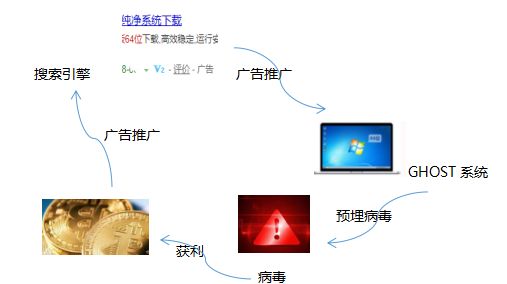 纯净系统下载
64位下载,高效稳定,运行安
V2 - 评价 - 广告
搜索引擎
广告推广
广告推广
GHOST 系统
预埋病毒
获利
病毒